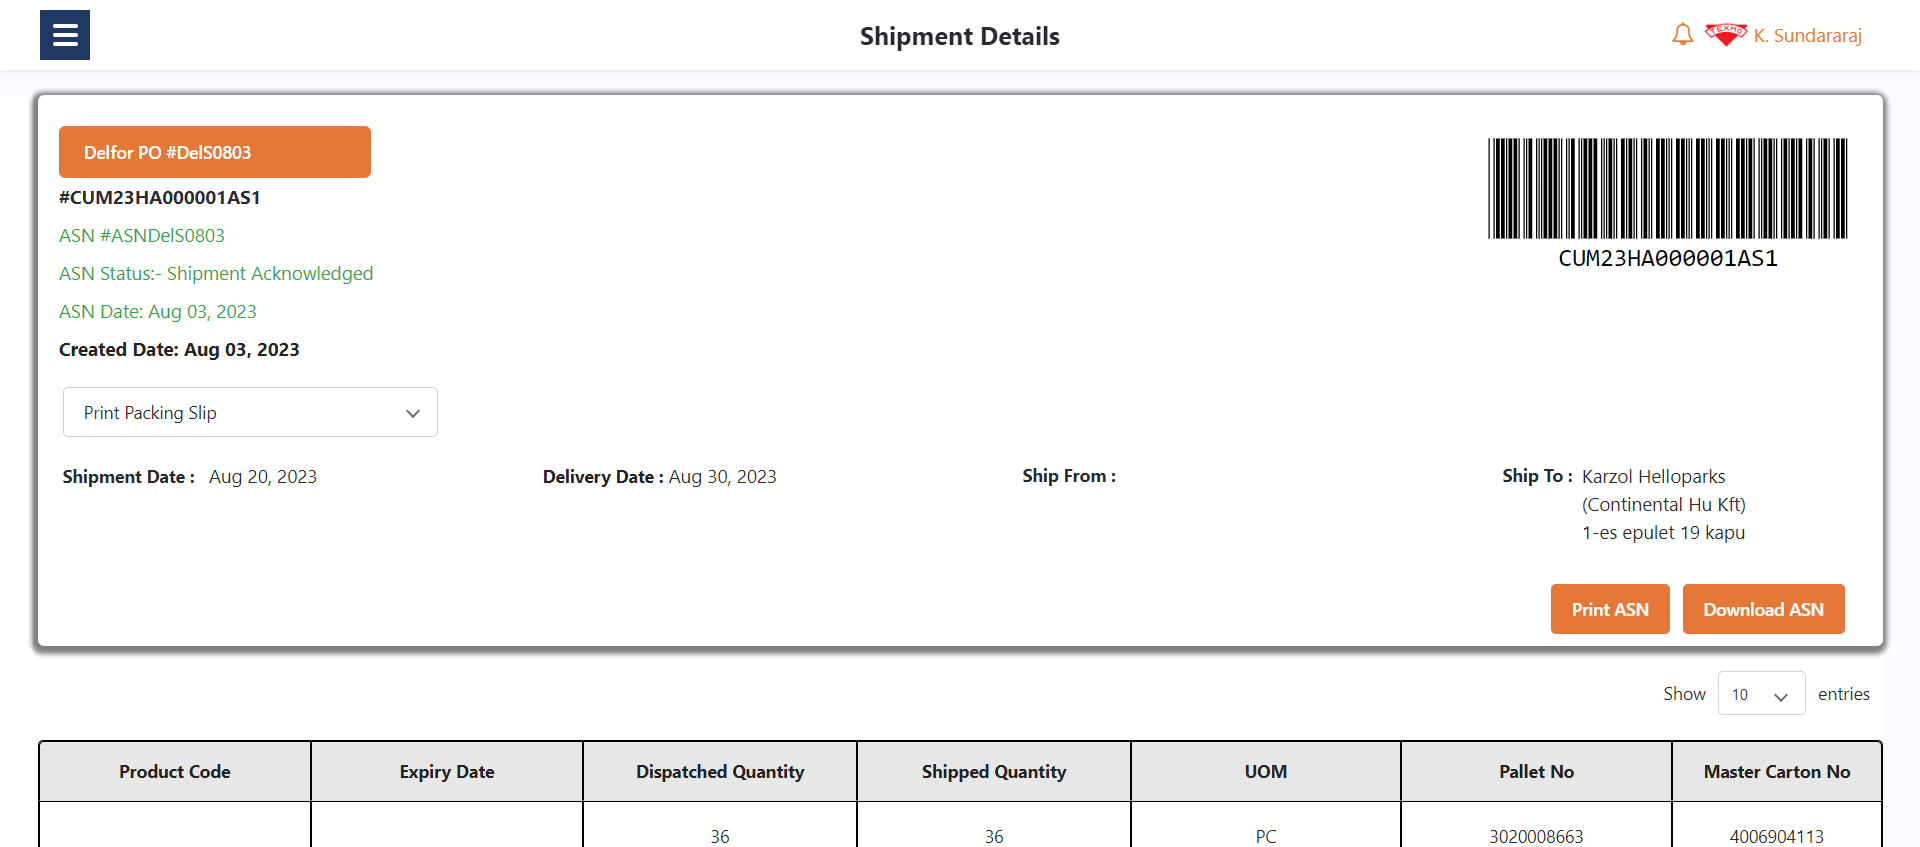 Shipment Details
TEXMO
K. Sundararaj
Delfor PO #DelS0803
#CUM23HA000001AS1
ASN #ASNDelS0803
ASN Status:- Shipment Acknowledged
ASN Date: Aug 03, 2023
Created Date: Aug 03, 2023
CUM23HA000001AS1
Print Packing Slip
Shipment Date : Aug 20, 2023
Delivery Date : Aug 30, 2023
Ship From :
Ship To : Karzol Helloparks
(Continental Hu Kft)
1-es epulet 19 kapu
Print ASN
Download ASN
Show 10 entries
Product Code Expiry Date Dispatched Quantity Shipped Quantity UOM Pallet No Master Carton No
36 36 PC 3020008663 4006904113